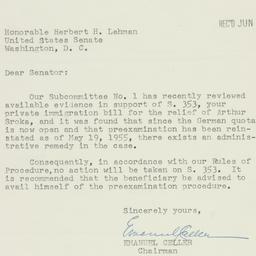 REC'D JUN
Honorable Herbert H. Lehman
United States Senate
Washington, D. C.
Dear Senator:
Our Subcommittee No. 1 has recently reviewed
available evidence in support of S. 353, your
private immigration bill for the relief of Arthur
Sroka, and it was found that since the German quota
is now open and that preexamination has been rein-
stated as of May 19, 1955, there exists an adminis-
trative remedy in the case.
Consequently, in accordance with our Rules of
Procedure,no action will be taken on S. 353. It is
recommended that the beneficiary be advised to
avail himself of the preexamination procedure.
Sincerely yours,
Emanuel Celler
EMANUEL CELLER
Chairman